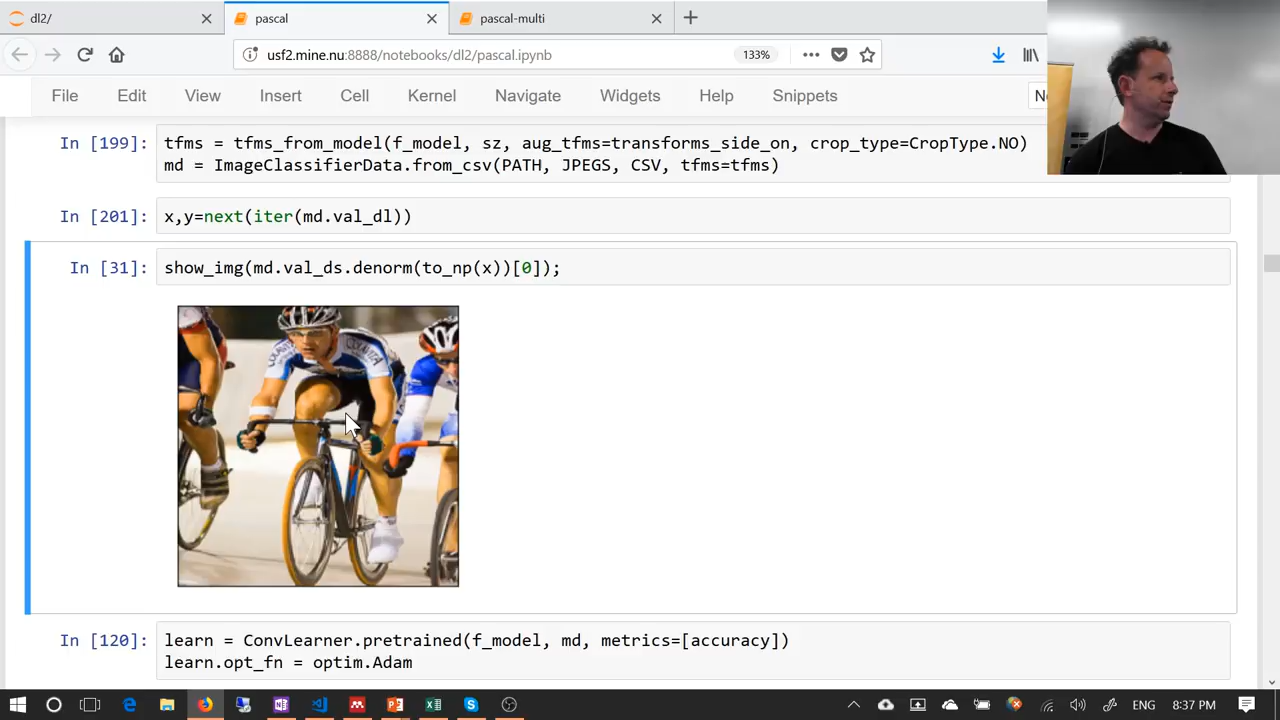 dl2/
pascal
pascal-multi
usf2.mine.nu:8888/notebooks/dl2/pascal.ipynb
133%
File Edit View Insert Cell Kernel Navigate Widgets Help Snippets
In [199]: tfms = tfms_from_model(f_model, sz, aug_tfms=transforms_side_on, crop_type=CropType.NO)
md = ImageClassifierData.from_csv(PATH, JPEGS, CSV, tfms=tfms)
In [201]: x,y=next(iter(md.val_dl))
In [31]: show_img(md.val_ds.denorm(to_np(x))[0]);
In [120]: learn = ConvLearner.pretrained(f_model, md, metrics=[accuracy])
learn.opt_fn = optim.Adam
ENG 8:37 PM